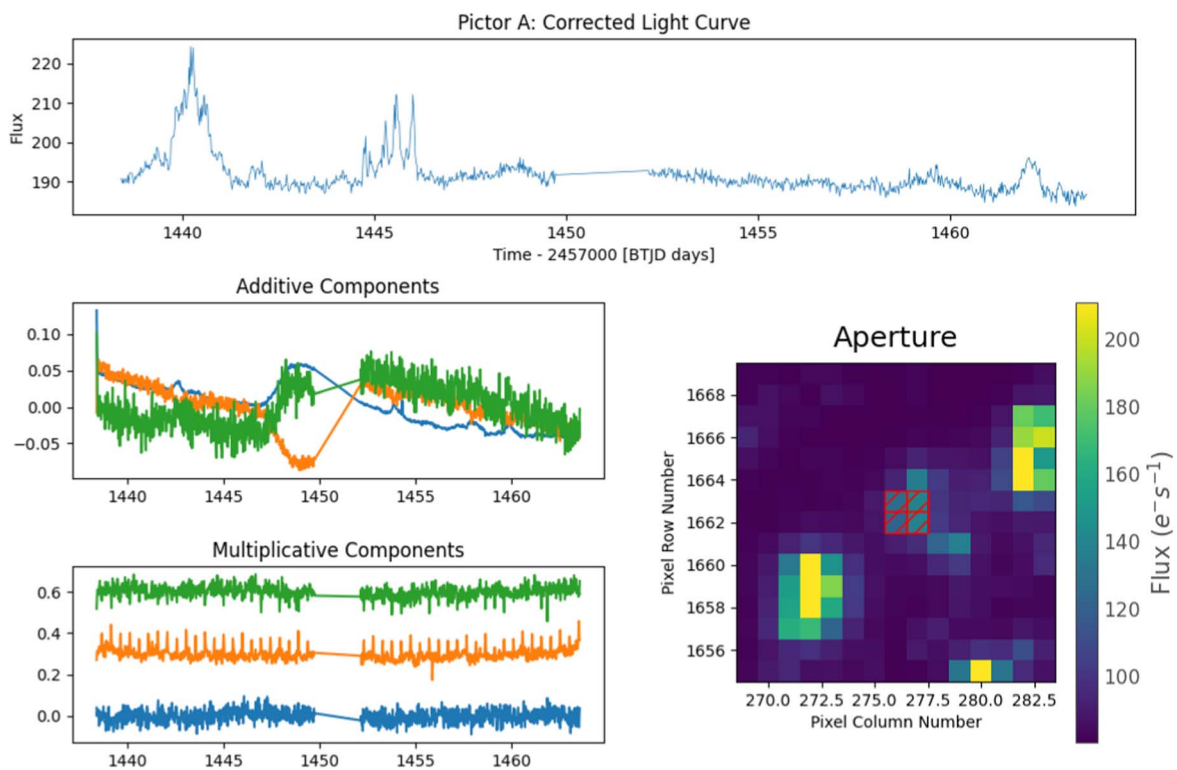 Pictor A: Corrected Light Curve
Flux
220
210
200
190
1440 1445 1450 1455 1460
Time - 2457000 [BTJD days]
Additive Components
0.10
0.05
0.00
−0.05
1440 1445 1450 1455 1460
Multiplicative Components
0.6
0.4
0.2
0.0
1440 1445 1450 1455 1460
Aperture
Pixel Row Number
1668
1666
1664
1662
1660
1658
1656
270.0 272.5 275.0 277.5 280.0 282.5
Pixel Column Number
200
180
160
140
120
100
Flux (e⁻s⁻¹)